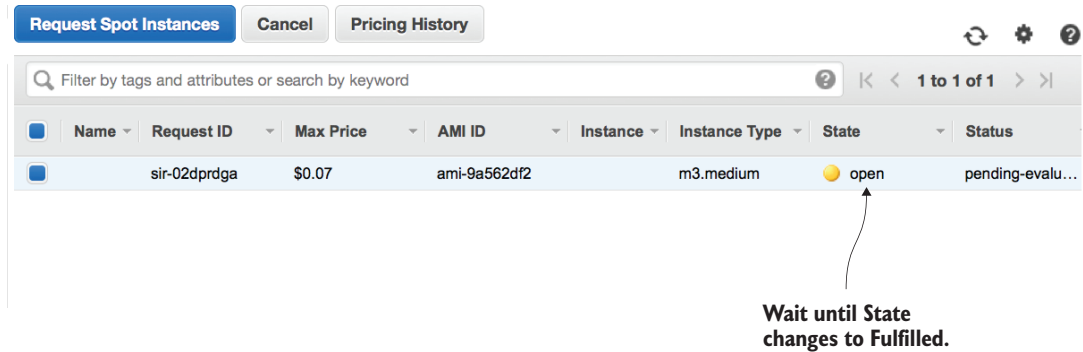 Request Spot Instances Cancel Pricing History
Filter by tags and attributes or search by keyword 1 to 1 of 1
Name Request ID Max Price AMI ID Instance Instance Type State Status
sir-02dprdga $0.07 ami-9a562df2 m3.medium open pending-evalu…
Wait until State
changes to Fulfilled.